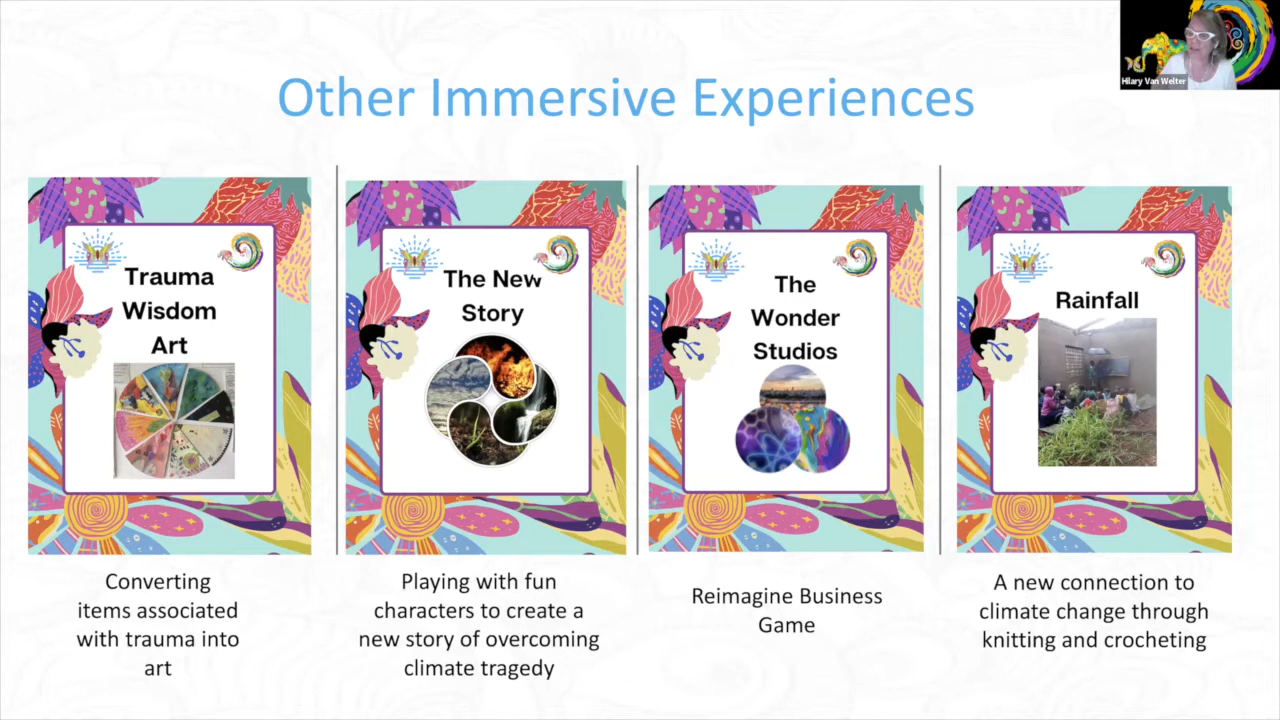 Hilary Van Welter
Other Immersive Experiences
Trauma
Wisdom
Art
Converting
items associated
with trauma into
art
The New
Story
Playing with fun
characters to create a
new story of overcoming
climate tragedy
The
Wonder
Studios
Reimagine Business
Game
Rainfall
A new connection to
climate change through
knitting and crocheting